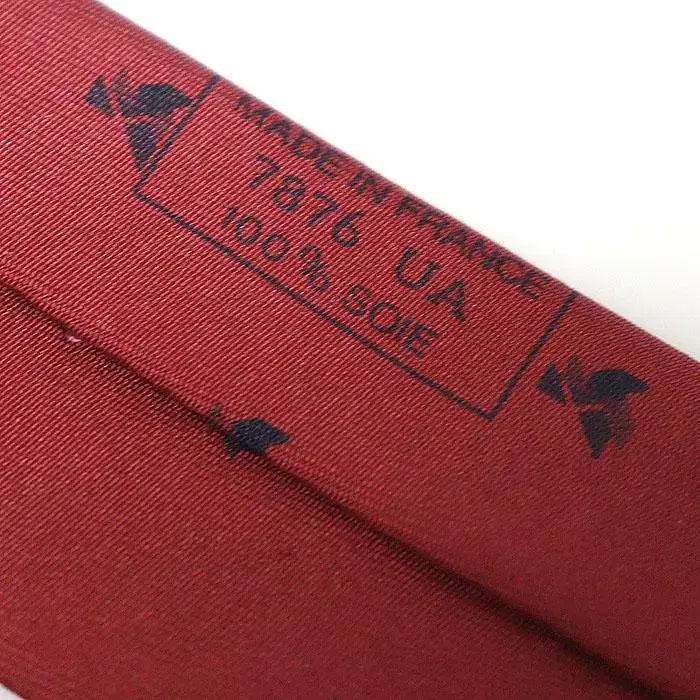 MADE IN FRANCE
7876 UA
100% SOIE